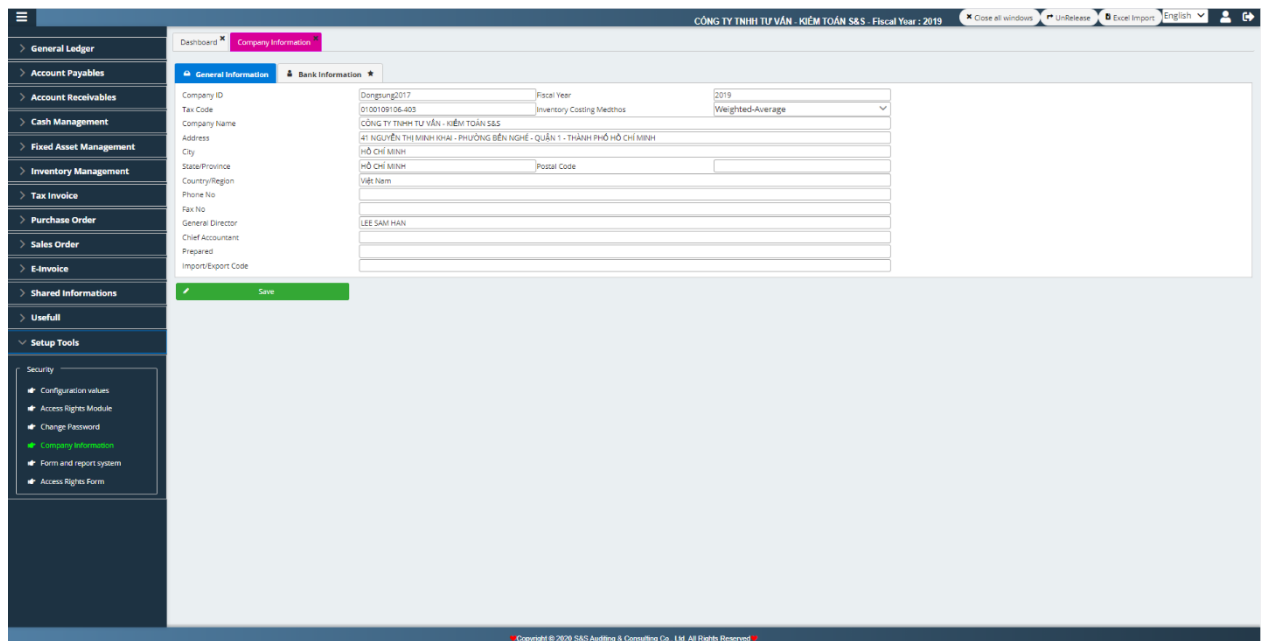 CÔNG TY TNHH TƯ VẤN - KIỂM TOÁN S&S - Fiscal Year : 2019
Close all windows
UnRelease
Excel Import
English
General Ledger
Account Payables
Account Receivables
Cash Management
Fixed Asset Management
Inventory Management
Tax Invoice
Purchase Order
Sales Order
E-Invoice
Shared Informations
Usefull
Setup Tools
Security
Configuration values
Access Rights Module
Change Password
Company Information
Form and report system
Access Rights Form
Dashboard
Company Information
General Information
Bank Information
Company ID Dongsung2017 Fiscal Year 2019
Tax Code 0100109106-405 Inventory Costing Medthos Weighted-Average
Company Name CÔNG TY TNHH TƯ VẤN - KIỂM TOÁN S&S
Address 41 NGUYỄN THỊ MINH KHAI - PHƯỜNG BẾN NGHÉ - QUẬN 1 - THÀNH PHỐ HỒ CHÍ MINH
City HỒ CHÍ MINH
State/Province HỒ CHÍ MINH Postal Code
Country/Region Việt Nam
Phone No
Fax No
General Director LEE SAM HAN
Chief Accountant
Prepared
Import/Export Code
Save
Copyright © 2020 S&S Auditing & Consulting Co., Ltd. All Rights Reserved